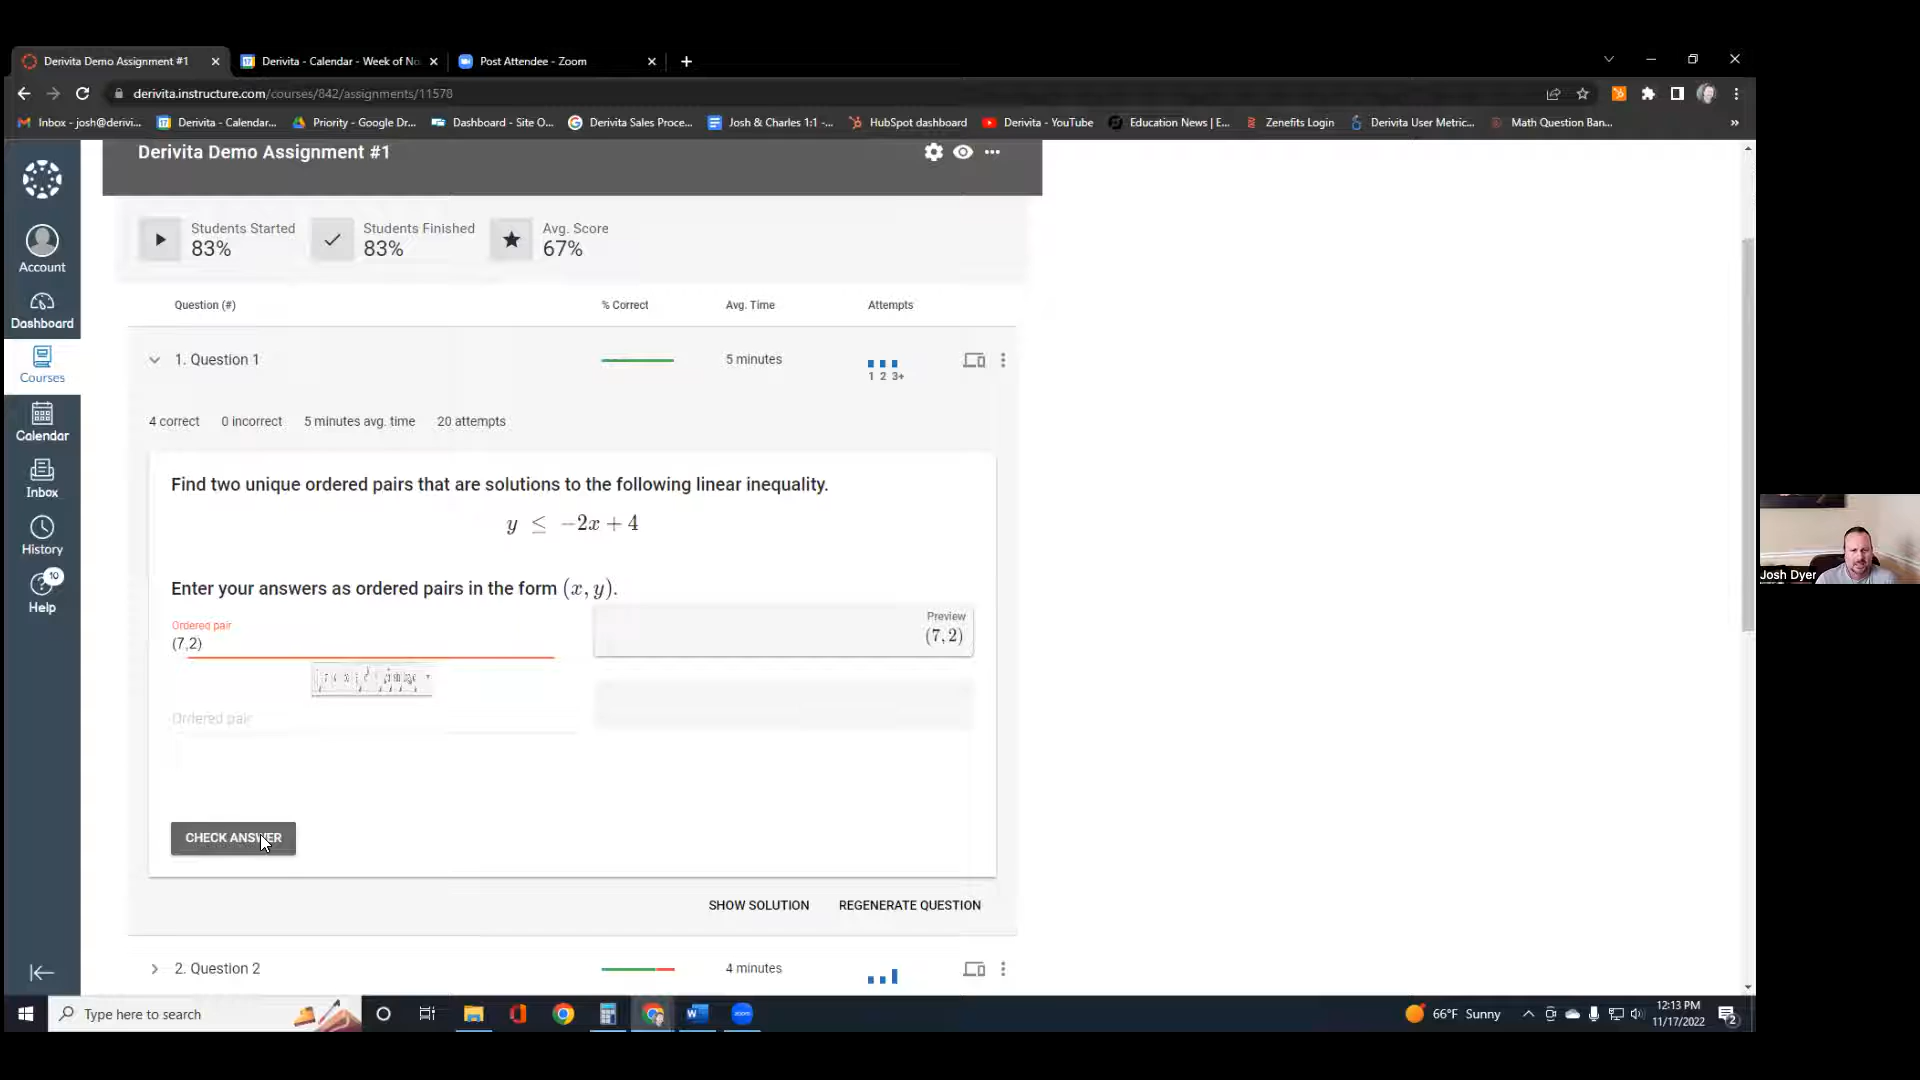 Derivita Demo Assignment #1
Derivita - Calendar - Week of No
Post Attendee - Zoom
derivita.instructure.com/courses/842/assignments/11578
Inbox - josh@derivi...
Derivita - Calendar...
Priority - Google Dr...
Dashboard - Site O...
Derivita Sales Proce...
Josh & Charles 1:1 -...
HubSpot dashboard
Derivita - YouTube
Education News | E...
Zenefits Login
Derivita User Metric...
Math Question Ban...
»
Derivita Demo Assignment #1
Account
Dashboard
Courses
Calendar
Inbox
History
10
Help
Students Started
83%
Students Finished
83%
Avg. Score
67%
Question (#)
% Correct
Avg. Time
Attempts
1. Question 1
5 minutes
1 2 3+
4 correct
0 incorrect
5 minutes avg. time
20 attempts
Find two unique ordered pairs that are solutions to the following linear inequality.
y ≤ −2x + 4
Enter your answers as ordered pairs in the form (x, y).
Ordered pair
(7,2)
Preview
(7, 2)
Ordered pair
CHECK ANSWER
SHOW SOLUTION
REGENERATE QUESTION
2. Question 2
4 minutes
Josh Dyer
Type here to search
66°F Sunny
12:13 PM
11/17/2022
2